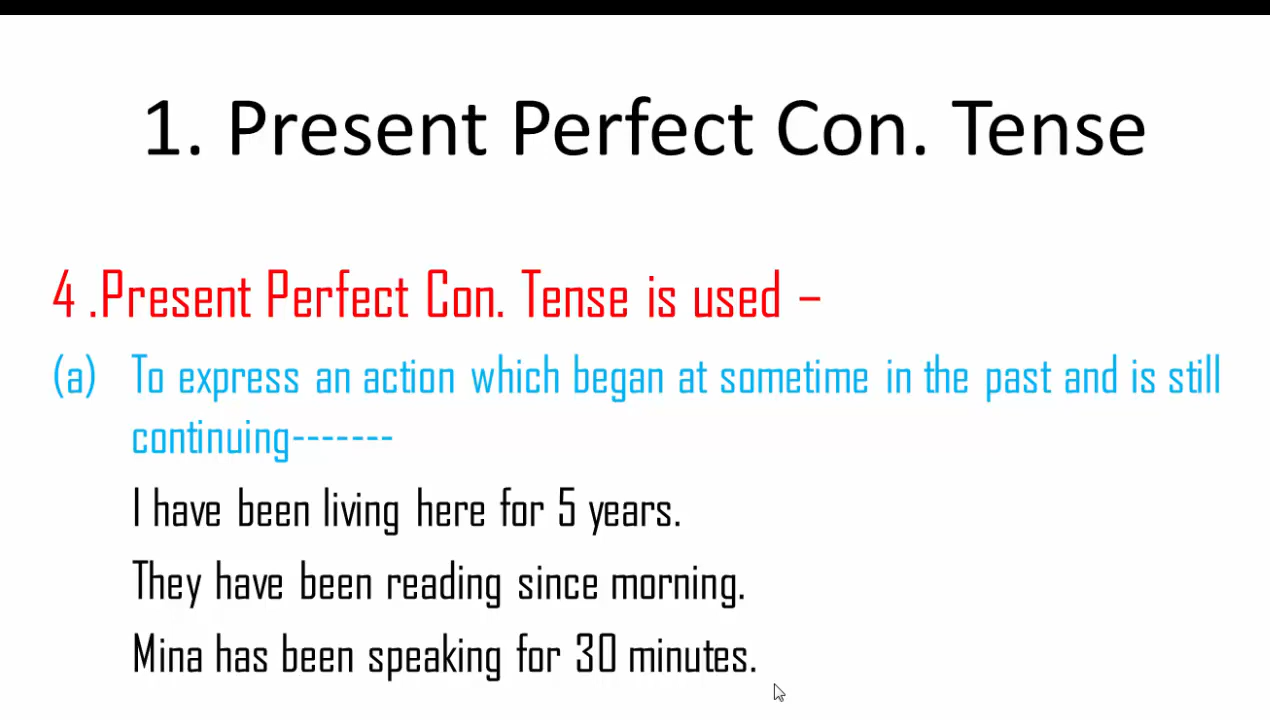 1. Present Perfect Con. Tense
4 .Present Perfect Con. Tense is used –
(a) To express an action which began at sometime in the past and is still
continuing-------
I have been living here for 5 years.
They have been reading since morning.
Mina has been speaking for 30 minutes.